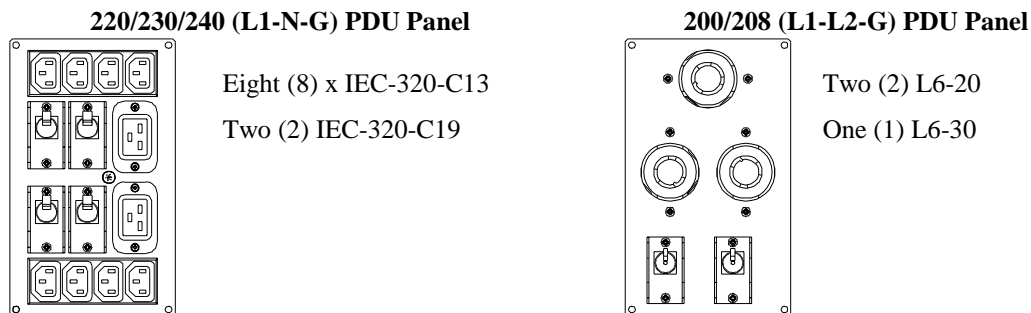 220/230/240 (L1-N-G) PDU Panel
Eight (8) x IEC-320-C13
Two (2) IEC-320-C19
200/208 (L1-L2-G) PDU Panel
Two (2) L6-20
One (1) L6-30